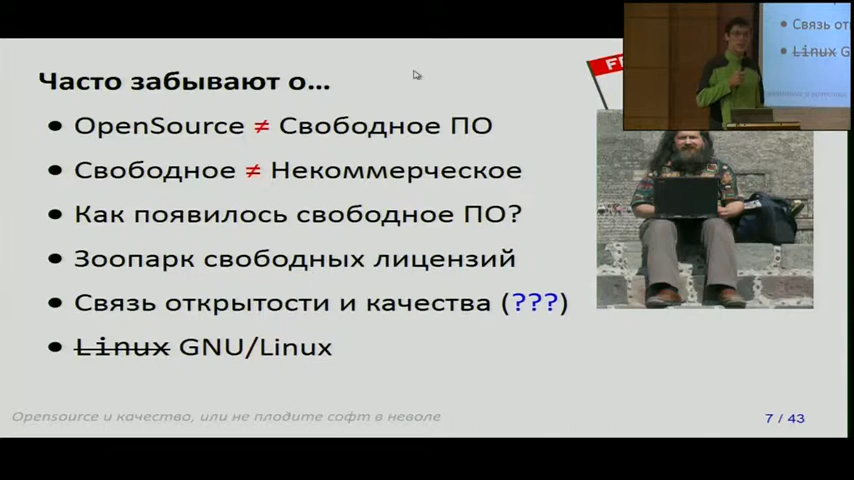 Часто забывают о...
● OpenSource ≠ Свободное ПО
● Свободное ≠ Некоммерческое
● Как появилось свободное ПО?
● Зоопарк свободных лицензий
● Связь открытости и качества (???)
● Linux GNU/Linux
Opensource и качество, или не плодите софт в неволе
7 / 43
● Связь от
● Linux G